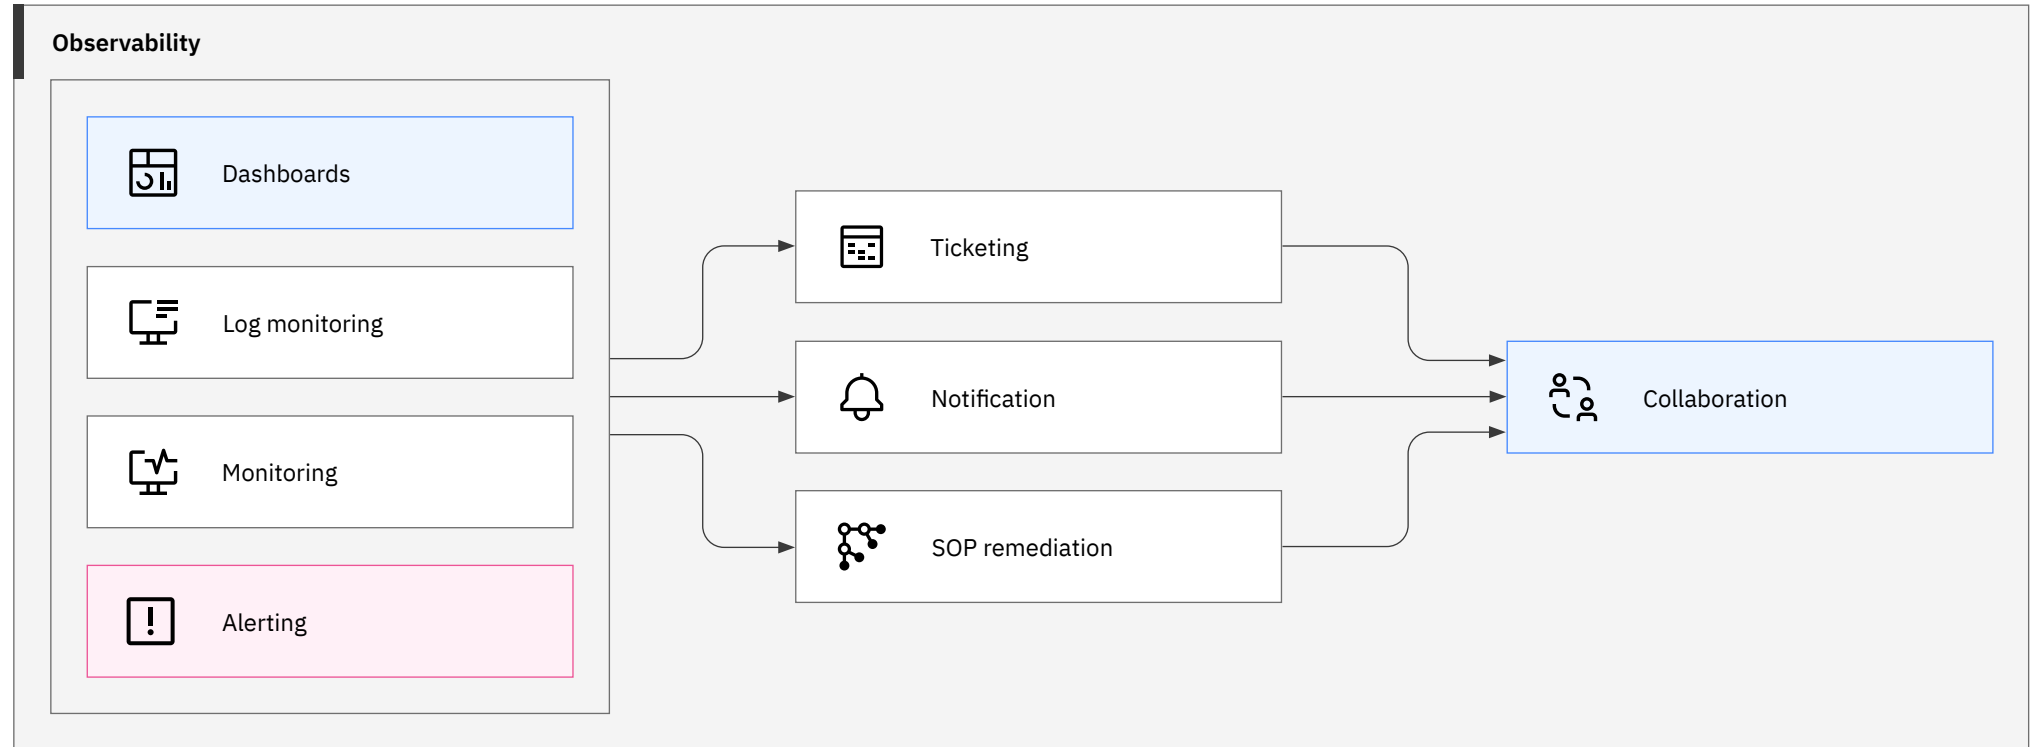 Observability
Dashboards
Log monitoring
Monitoring
Alerting
Ticketing
Notification
SOP remediation
Collaboration